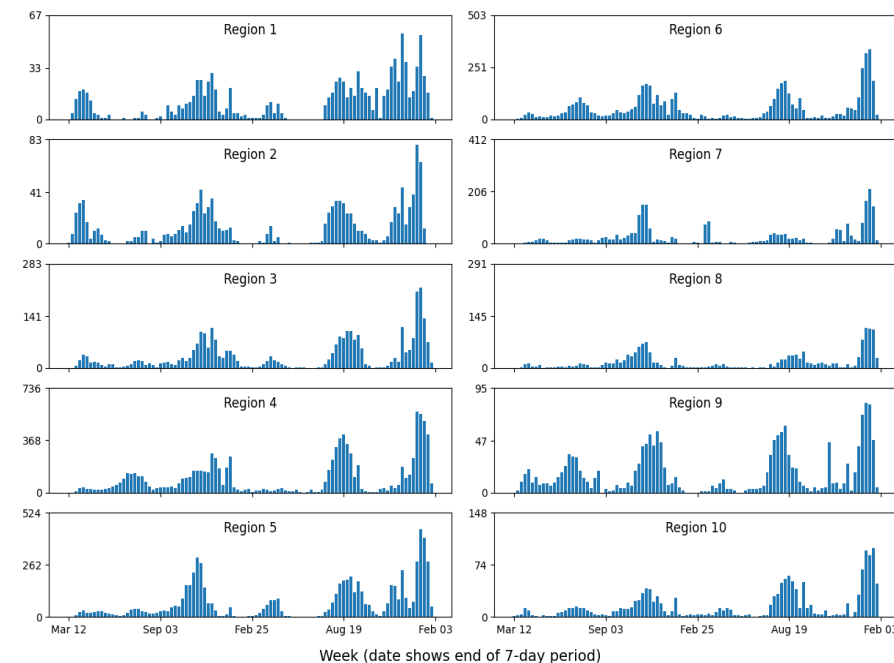 Region 1
67
33
0
Region 6
503
251
0
Region 2
83
41
0
Region 7
412
206
0
Region 3
283
141
0
Region 8
291
145
0
Region 4
736
368
0
Region 9
95
47
0
Region 5
524
262
0
Mar 12 Sep 03 Feb 25 Aug 19 Feb 03
Region 10
148
74
0
Mar 12 Sep 03 Feb 25 Aug 19 Feb 03
Week (date shows end of 7-day period)